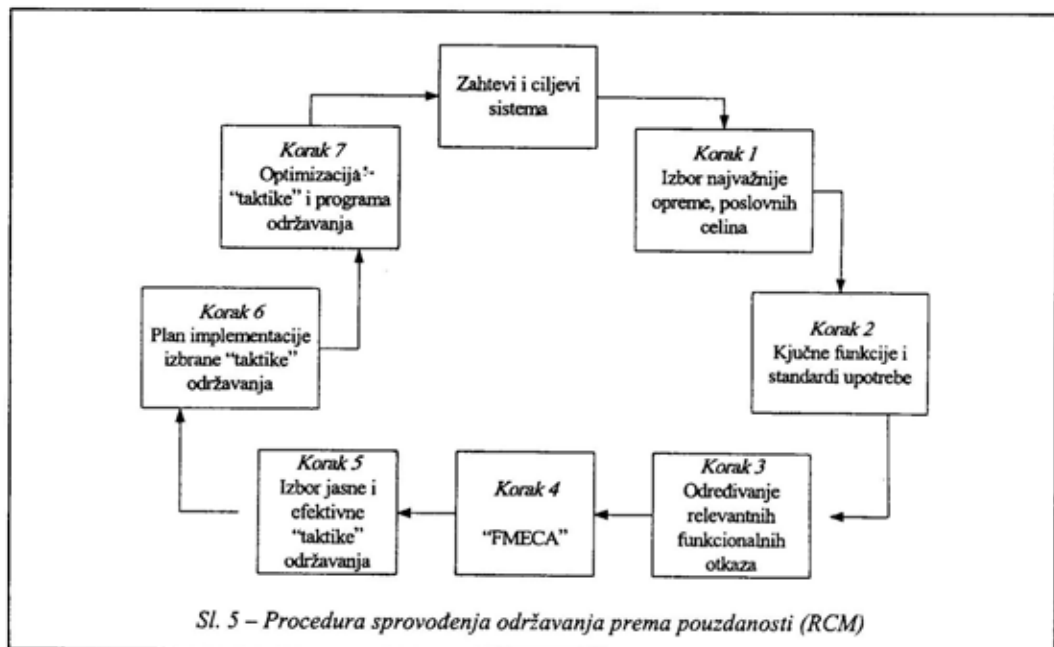 Zahtevi i ciljevi
sistema
Korak 1
Izbor najvažnije
opreme, poslovnih
celina
Korak 2
Kjučne funkcije i
standardi upotrebe
Korak 3
Određivanje
relevantnih
funkcionalnih
otkaza
Korak 4
“FMECA”
Korak 5
Izbor jasne i
efektivne
“taktike”
održavanja
Korak 6
Plan implementacije
izbrane “taktike”
održavanja
Korak 7
Optimizacija
“taktike” i programa
održavanja
Sl. 5 – Procedura sprovođenja održavanja prema pouzdanosti (RCM)